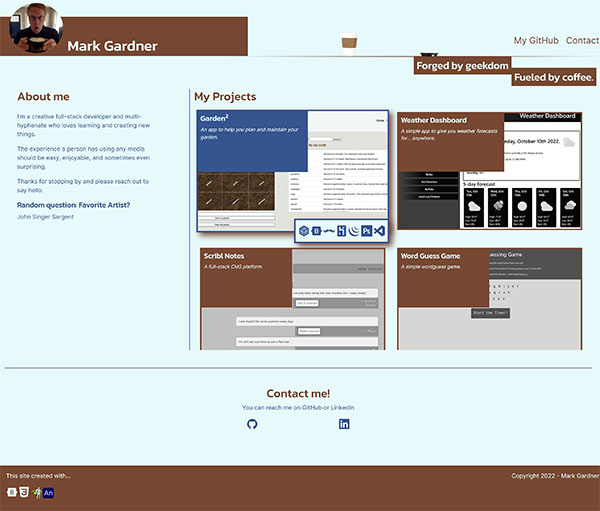 Mark Gardner
My GitHub Contact
Forged by geekdom
Fueled by coffee.
About me
I'm a creative full-stack developer and multi-
hyphenate who loves learning and creating new
things.
The experience a person has using any media
should be easy, enjoyable, and sometimes even
surprising.
Thanks for stopping by and please reach out to
say hello.
Random question: Favorite Artist?
John Singer Sargent
My Projects
Garden²
An app to help you plan and maintain your
garden.
Weather Dashboard
A simple app to give you weather forecasts
for... anywhere.
Weather Dashboard
onday, October 10th 2022,
5-day forecast
Scribl Notes
A full-stack CMS platform.
Word Guess Game
A simple wordguess game.
essing Game
Start the Timer!
Contact me!
You can reach me on GitHub or LinkedIn
This site created with...
An
Copyright 2022 - Mark Gardner